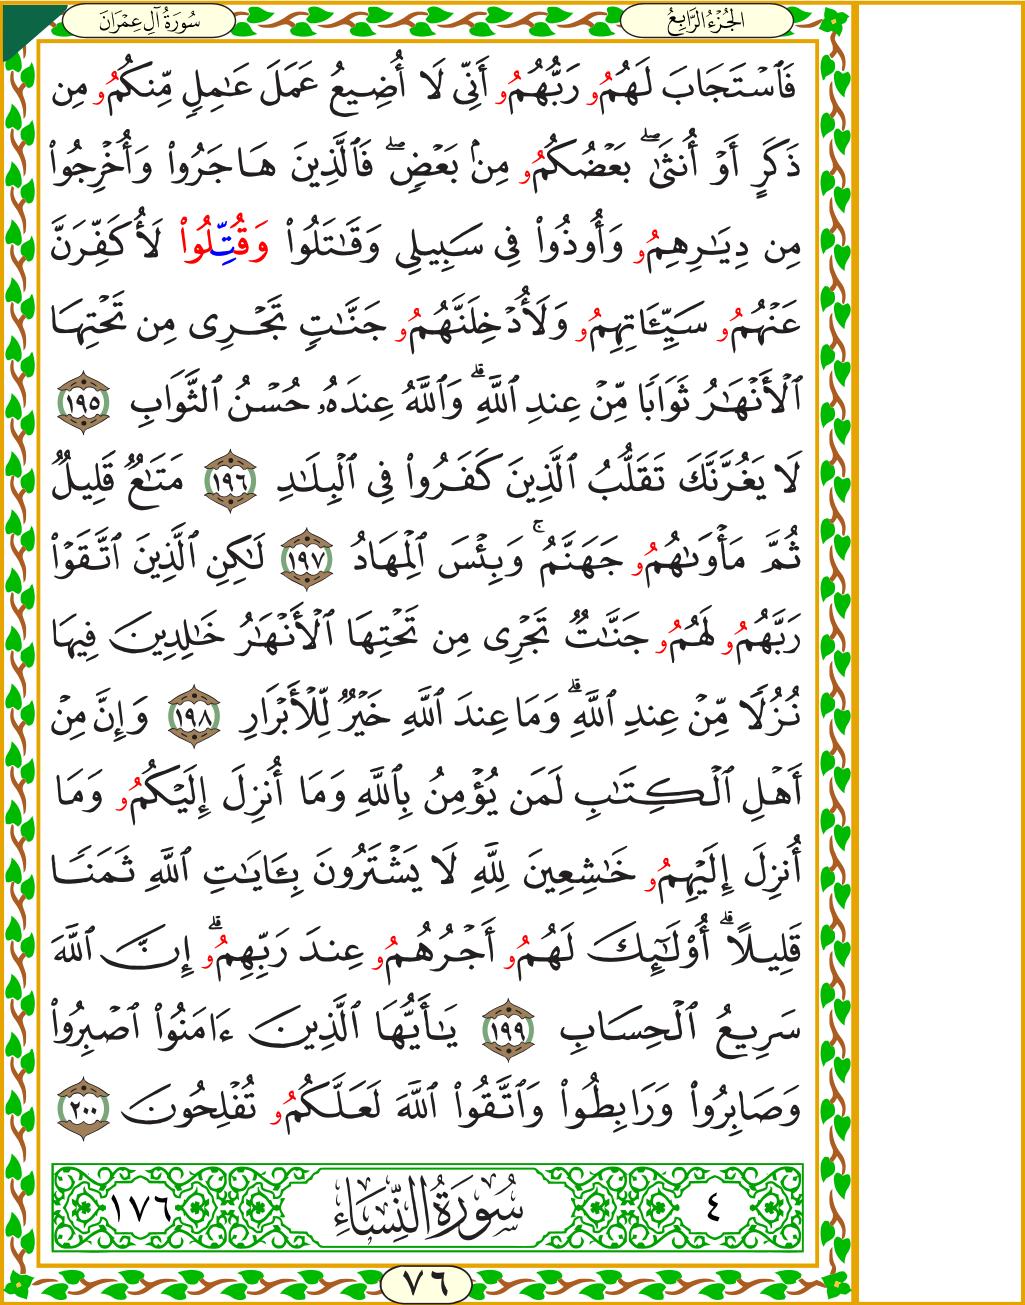 الجُزْءُ الرَّابِعُ
سُورَةُ آلِ عِمْرَانَ
فَٱسۡتَجَابَ لَهُمُۥ رَبُّهُمُۥ أَنِّي لَا أُضِيعُ عَمَلَ عَٰمِلٖ مِّنكُمُۥ مِن
ذَكَرٍ أَوۡ أُنثَىٰۖ بَعۡضُكُمُۥ مِنۢ بَعۡضٖۖ فَٱلَّذِينَ هَاجَرُواْ وَأُخۡرِجُواْ
مِن دِيَٰرِهِمُۥ وَأُوذُواْ فِي سَبِيلِي وَقَٰتَلُواْ وَقُتِّلُواْ لَأُكَفِّرَنَّ
عَنۡهُمُۥ سَيِّـَٔاتِهِمُۥ وَلَأُدۡخِلَنَّهُمُۥ جَنَّٰتٖ تَجۡرِي مِن تَحۡتِهَا
ٱلۡأَنۡهَٰرُ ثَوَابٗا مِّنۡ عِندِ ٱللَّهِۗ وَٱللَّهُ عِندَهُۥ حُسۡنُ ٱلثَّوَابِ ١٩٥
لَا يَغُرَّنَّكَ تَقَلُّبُ ٱلَّذِينَ كَفَرُواْ فِي ٱلۡبِلَٰدِ ١٩٦ مَتَٰعٞ قَلِيلٞ
ثُمَّ مَأۡوَىٰهُمُۥ جَهَنَّمُۚ وَبِئۡسَ ٱلۡمِهَادُ ١٩٧ لَٰكِنِ ٱلَّذِينَ ٱتَّقَوۡاْ
رَبَّهُمُۥ لَهُمُۥ جَنَّٰتٞ تَجۡرِي مِن تَحۡتِهَا ٱلۡأَنۡهَٰرُ خَٰلِدِينَ فِيهَا
نُزُلٗا مِّنۡ عِندِ ٱللَّهِۗ وَمَا عِندَ ٱللَّهِ خَيۡرٞ لِّلۡأَبۡرَارِ ١٩٨ وَإِنَّ مِنۡ
أَهۡلِ ٱلۡكِتَٰبِ لَمَن يُؤۡمِنُ بِٱللَّهِ وَمَا أُنزِلَ إِلَيۡكُمُۥ وَمَا
أُنزِلَ إِلَيۡهِمُۥ خَٰشِعِينَ لِلَّهِ لَا يَشۡتَرُونَ بِـَٔايَٰتِ ٱللَّهِ ثَمَنٗا
قَلِيلًاۗ أُوْلَٰٓئِكَ لَهُمُۥ أَجۡرُهُمُۥ عِندَ رَبِّهِمُۥۗ إِنَّ ٱللَّهَ
سَرِيعُ ٱلۡحِسَابِ ١٩٩ يَٰأَيُّهَا ٱلَّذِينَ ءَامَنُواْ ٱصۡبِرُواْ
وَصَابِرُواْ وَرَابِطُواْ وَٱتَّقُواْ ٱللَّهَ لَعَلَّكُمُۥ تُفۡلِحُونَ ٢٠٠
٤ سُورَةُ النِّسَاءِ ١٧٦
٧٦